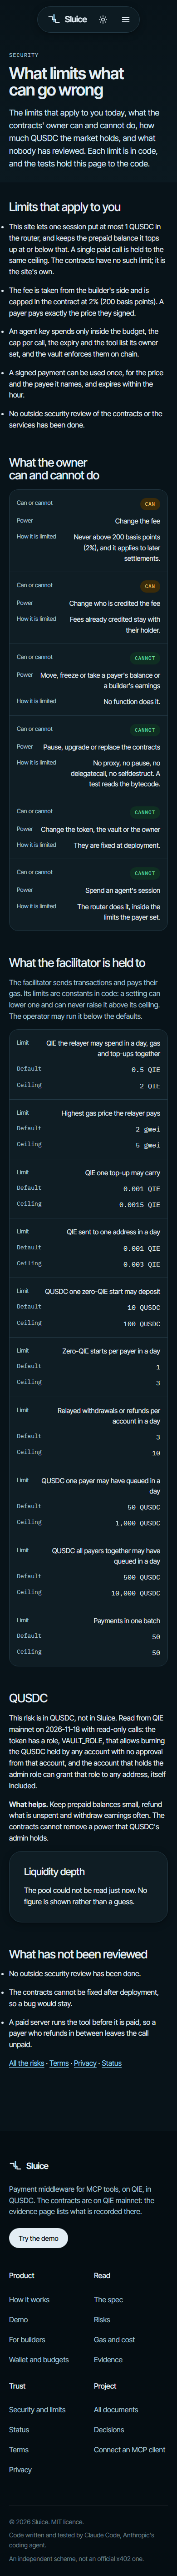 Sluice
SECURITY
What limits what
can go wrong
The limits that apply to you today, what the
contracts' owner can and cannot do, how
much QUSDC the market holds, and what
nobody has reviewed. Each limit is in code,
and the tests hold this page to the code.
Limits that apply to you
This site lets one session put at most 1 QUSDC in
the router, and keeps the prepaid balance it tops
up at or below that. A single paid call is held to the
same ceiling. The contracts have no such limit; it is
the site's own.
The fee is taken from the builder's side and is
capped in the contract at 2% (200 basis points). A
payer pays exactly the price they signed.
An agent key spends only inside the budget, the
cap per call, the expiry and the tool list its owner
set, and the vault enforces them on chain.
A signed payment can be used once, for the price
and the payee it names, and expires within the
hour.
No outside security review of the contracts or the
services has been done.
What the owner
can and cannot do
Can or cannot CAN
Power Change the fee
How it is limited Never above 200 basis points
(2%), and it applies to later
settlements.
Can or cannot CAN
Power Change who is credited the fee
How it is limited Fees already credited stay with
their holder.
Can or cannot CANNOT
Power Move, freeze or take a payer's balance or
a builder's earnings
How it is limited No function does it.
Can or cannot CANNOT
Power Pause, upgrade or replace the contracts
How it is limited No proxy, no pause, no
delegatecall, no selfdestruct. A
test reads the bytecode.
Can or cannot CANNOT
Power Change the token, the vault or the owner
How it is limited They are fixed at deployment.
Can or cannot CANNOT
Power Spend an agent's session
How it is limited The router does it, inside the
limits the payer set.
What the facilitator is held to
The facilitator sends transactions and pays their
gas. Its limits are constants in code: a setting can
lower one and can never raise it above its ceiling.
The operator may run it below the defaults.
Limit QIE the relayer may spend in a day, gas
and top-ups together
Default 0.5 QIE
Ceiling 2 QIE
Limit Highest gas price the relayer pays
Default 2 gwei
Ceiling 5 gwei
Limit QIE one top-up may carry
Default 0.001 QIE
Ceiling 0.0015 QIE
Limit QIE sent to one address in a day
Default 0.001 QIE
Ceiling 0.003 QIE
Limit QUSDC one zero-QIE start may deposit
Default 10 QUSDC
Ceiling 100 QUSDC
Limit Zero-QIE starts per payer in a day
Default 1
Ceiling 3
Limit Relayed withdrawals or refunds per
account in a day
Default 3
Ceiling 10
Limit QUSDC one payer may have queued in a
day
Default 50 QUSDC
Ceiling 1,000 QUSDC
Limit QUSDC all payers together may have
queued in a day
Default 500 QUSDC
Ceiling 10,000 QUSDC
Limit Payments in one batch
Default 50
Ceiling 50
QUSDC
This risk is in QUSDC, not in Sluice. Read from QIE
mainnet on 2026-11-18 with read-only calls: the
token has a role, VAULT_ROLE, that allows burning
the QUSDC held by any account with no approval
from that account, and the account that holds the
admin role can grant that role to any address, itself
included.
What helps. Keep prepaid balances small, refund
what is unspent and withdraw earnings often. The
contracts cannot remove a power that QUSDC's
admin holds.
Liquidity depth
The pool could not be read just now. No
figure is shown rather than a guess.
What has not been reviewed
No outside security review has been done.
The contracts cannot be fixed after deployment,
so a bug would stay.
A paid server runs the tool before it is paid, so a
payer who refunds in between leaves the call
unpaid.
All the risks · Terms · Privacy · Status
Sluice
Payment middleware for MCP tools, on QIE, in
QUSDC. The contracts are on QIE mainnet: the
evidence page lists what is recorded there.
Try the demo
Product Read
How it works The spec
Demo Risks
For builders Gas and cost
Wallet and budgets Evidence
Trust Project
Security and limits All documents
Status Decisions
Terms Connect an MCP client
Privacy
© 2026 Sluice. MIT licence.
Code written and tested by Claude Code, Anthropic's
coding agent.
An independent scheme, not an official x402 one.